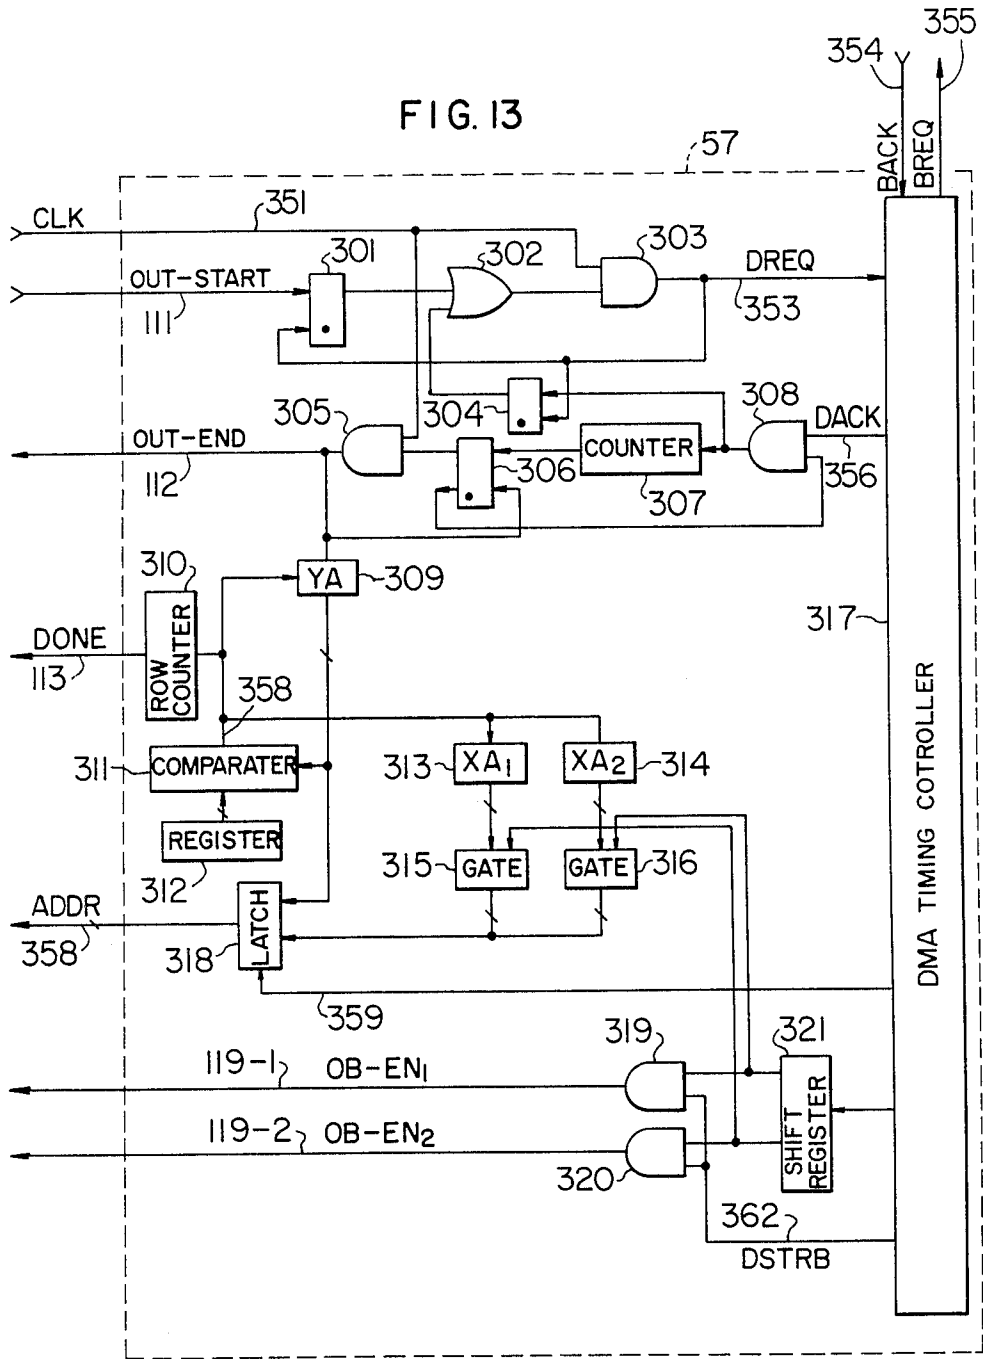 355
354
FIG. 13
BACK
BREQ
57
CLK
351
301
302
303
OUT-START
111
DREQ
353
304
305
308
DACK
356
OUT-END
112
306
COUNTER
307
310
YA
309
ROW COUNTER
DONE
113
317
358
311
COMPARATER
313
XA1
XA2
314
REGISTER
312
315
GATE
GATE
316
ADDR
358
318
LATCH
359
DMA TIMING COTROLLER
319
321
119-1
OB-EN1
119-2
OB-EN2
320
SHIFT REGISTER
362
DSTRB